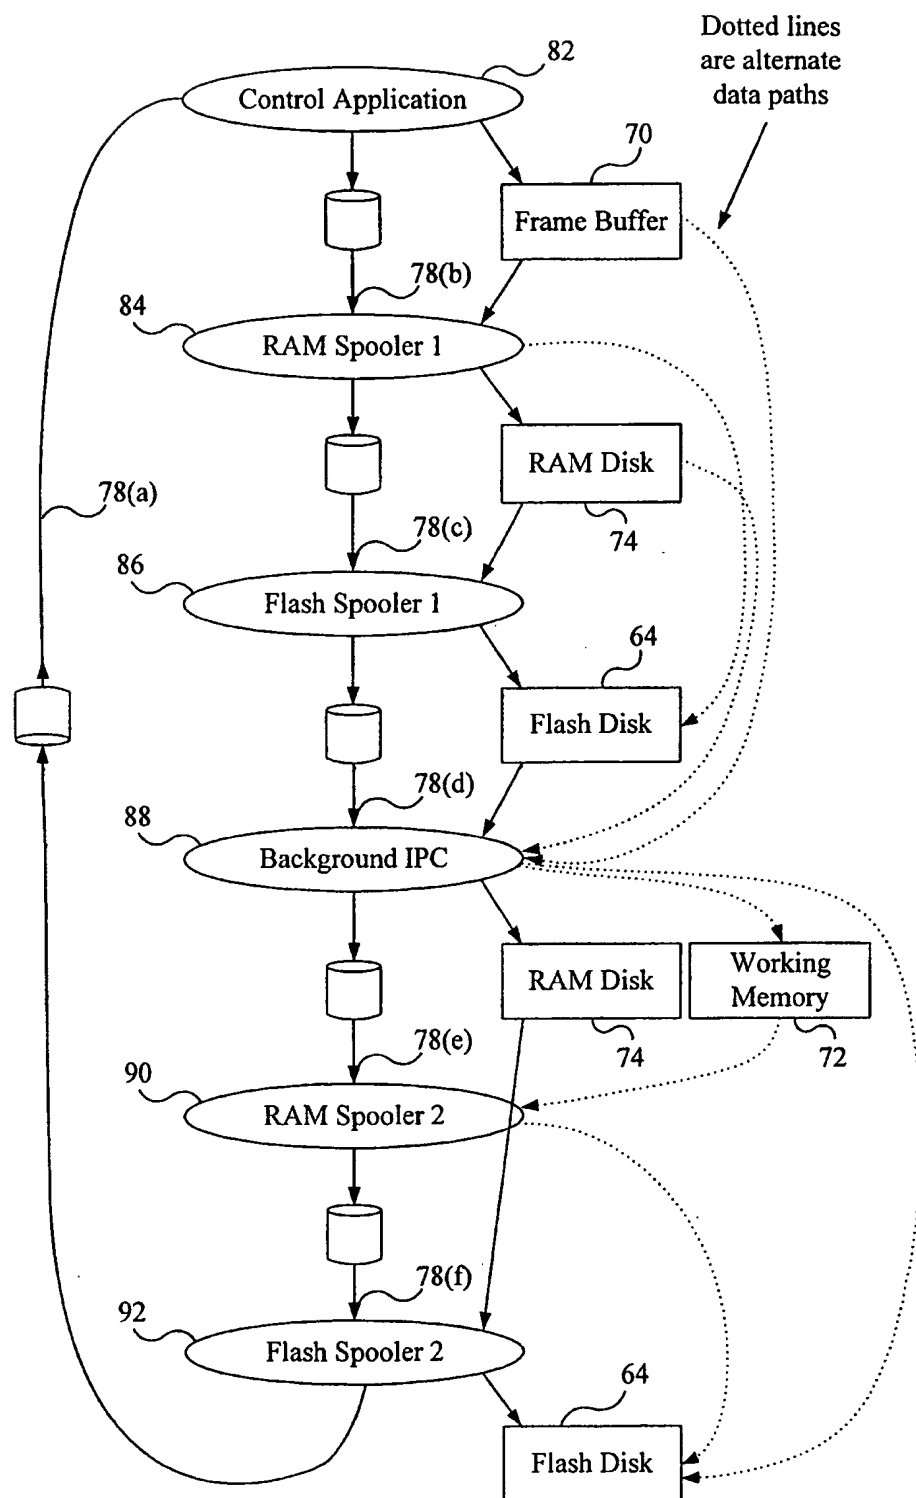 Dotted lines
are alternate
data paths
82
Control Application
70
Frame Buffer
78(b)
84
RAM Spooler 1
RAM Disk
78(a)
78(c)
74
86
Flash Spooler 1
64
Flash Disk
78(d)
88
Background IPC
RAM Disk
Working
Memory
78(e)
74
72
90
RAM Spooler 2
78(f)
92
Flash Spooler 2
64
Flash Disk